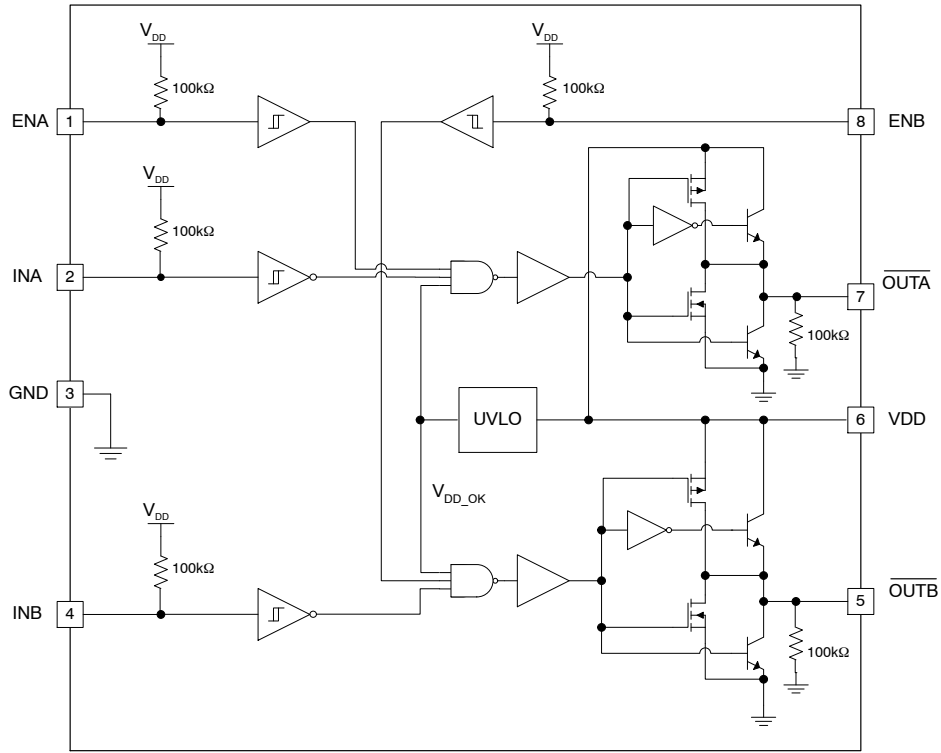 V_DD
100kΩ
V_DD
100kΩ
ENA
1
8
ENB
V_DD
100kΩ
INA
2
7
OUTA
100kΩ
GND
3
UVLO
6
VDD
V_DD_OK
V_DD
100kΩ
INB
4
5
OUTB
100kΩ